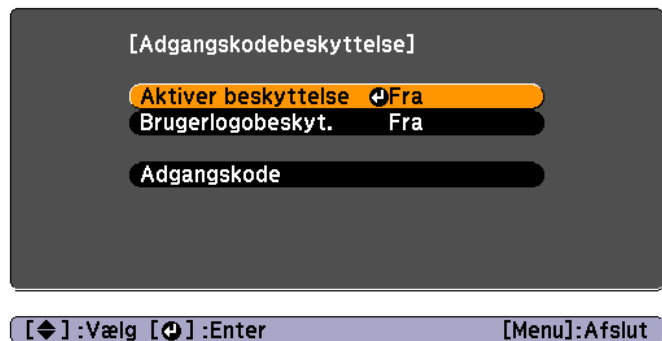 [Adgangskodebeskyttelse]
Aktiver beskyttelse Fra
Brugerlogobeskyt. Fra
Adgangskode
[]:Vælg []:Enter [Menu]:Afslut